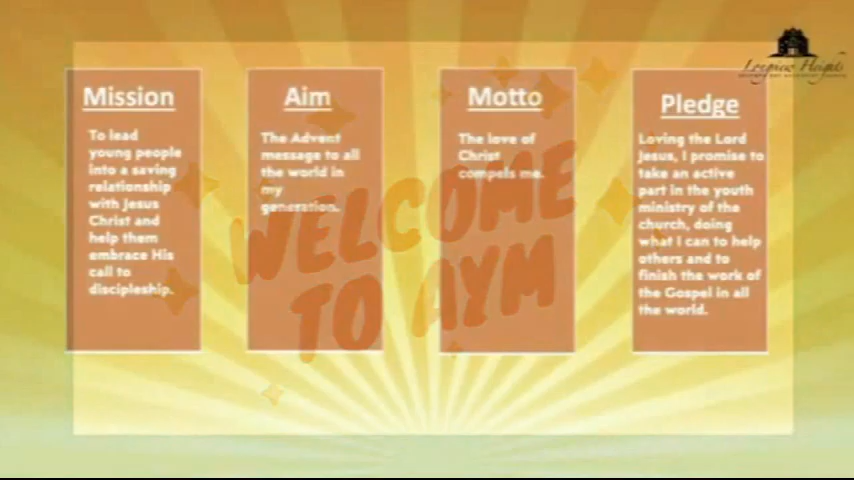 Longview Heights
Mission
To lead
young people
into a saving
relationship
with Jesus
Christ and
help them
embrace His
call to
discipleship.
Aim
The Advent
message to all
the world in
my
generation.
Motto
The love of
Christ
compels me.
Pledge
Loving the Lord
Jesus, I promise to
take an active
part in the youth
ministry of the
church, doing
what I can to help
others and to
finish the work of
the Gospel in all
the world.
WELCOME
TO AYM